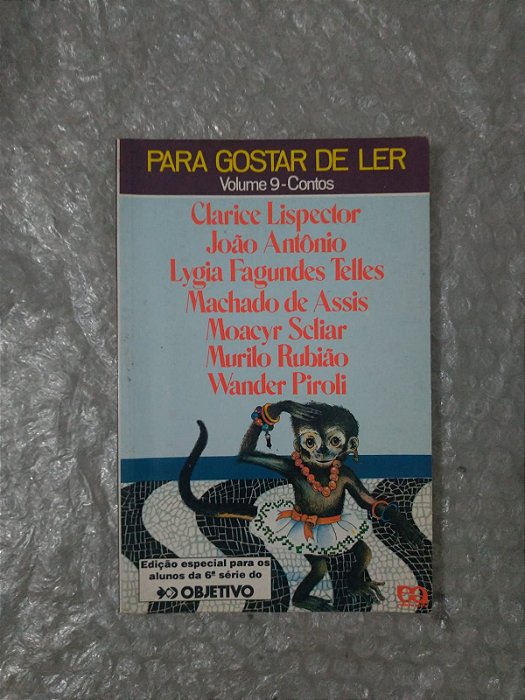 PARA GOSTAR DE LER
Volume 9-Contos
Clarice Lispector
João Antônio
Lygia Fagundes Telles
Machado de Assis
Moacyr Scliar
Murilo Rubião
Wander Piroli
Edição especial para os
alunos da 6ª série do
OBJETIVO